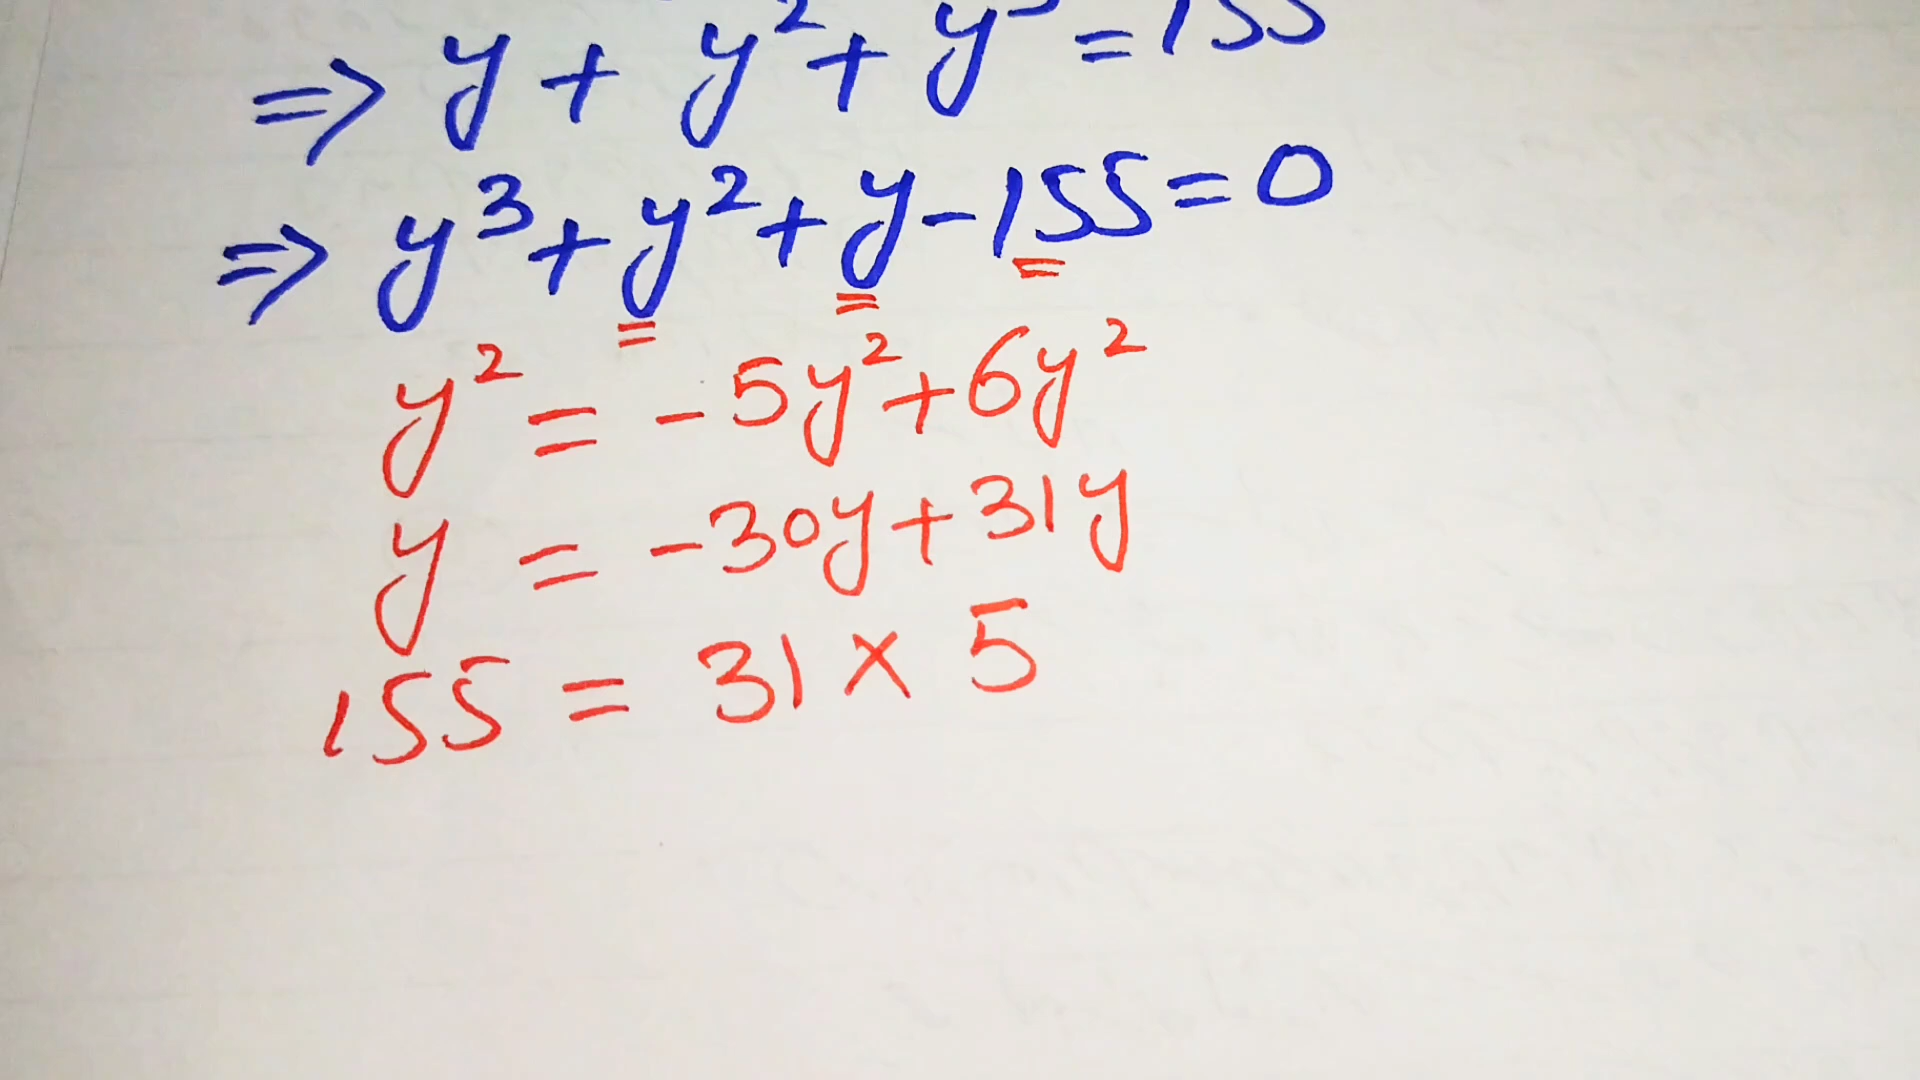 ⇒ y + y² + y³ = 155
⇒ y³ + y² + y - 155 = 0
y² = -5y² + 6y²
y = -30y + 31y
155 = 31 × 5